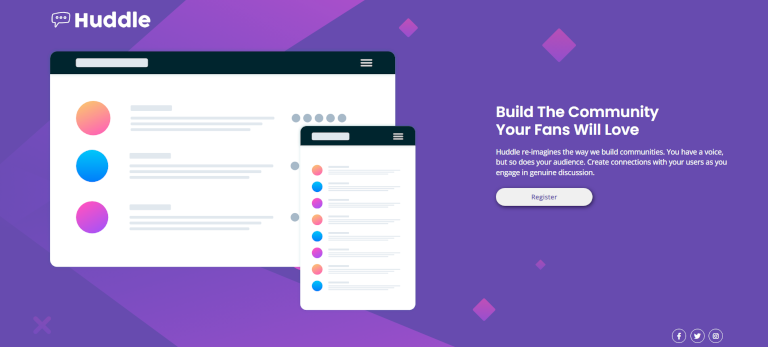 Huddle
Build The Community
Your Fans Will Love
Huddle re-imagines the way we build communities. You have a voice,
but so does your audience. Create connections with your users as you
engage in genuine discussion.
Register